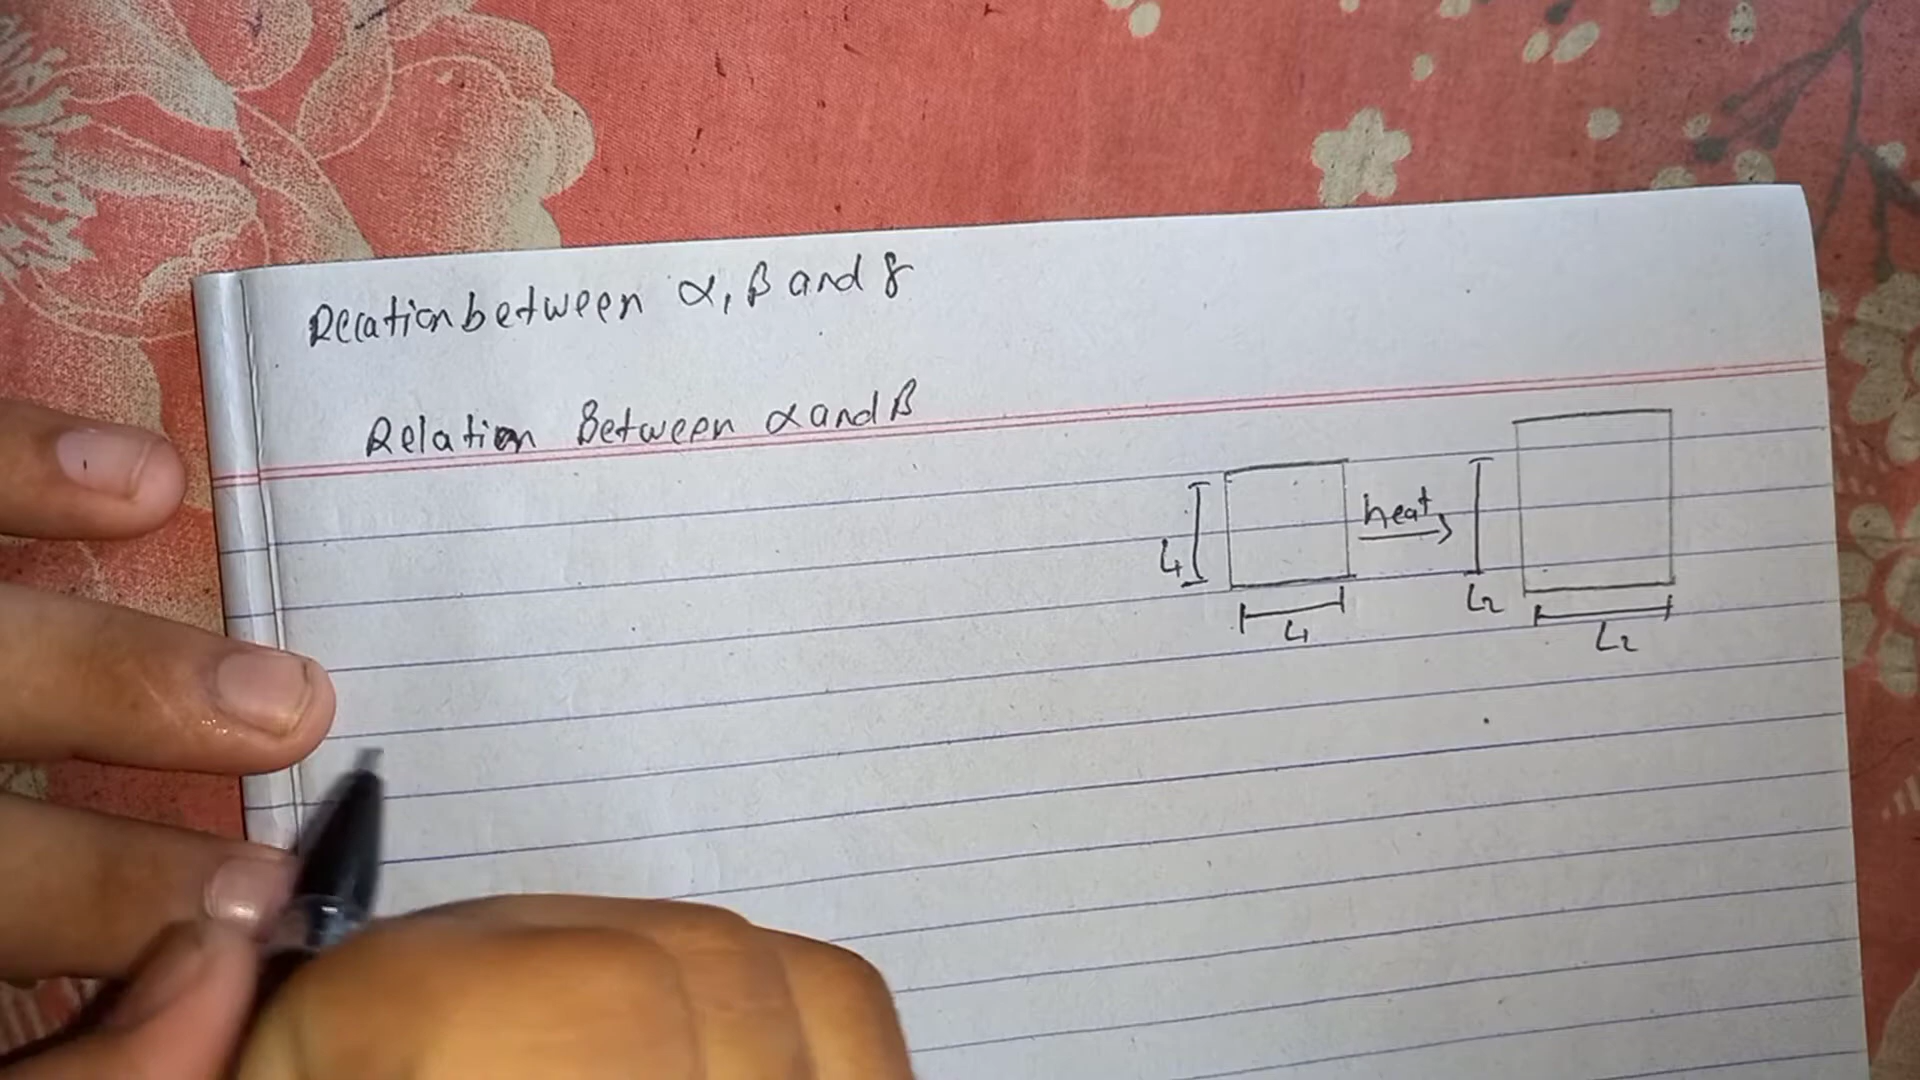 Relation between α, β and γ
Relation Between α and β
heat
L1
L1
L2
L2